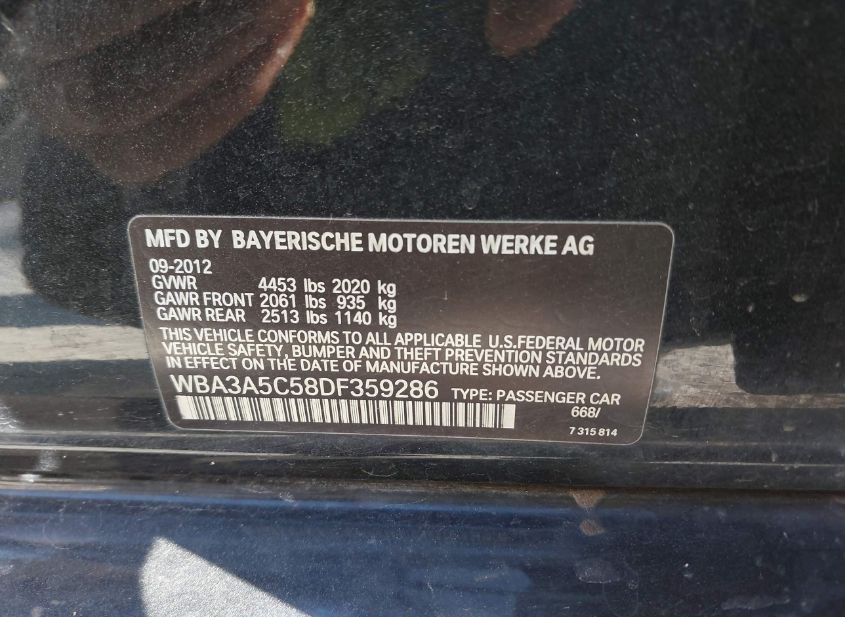 MFD BY BAYERISCHE MOTOREN WERKE AG
09-2012
GVWR 4453 lbs 2020 kg
GAWR FRONT 2061 lbs 935 kg
GAWR REAR 2513 lbs 1140 kg
THIS VEHICLE CONFORMS TO ALL APPLICABLE U.S.FEDERAL MOTOR
VEHICLE SAFETY, BUMPER AND THEFT PREVENTION STANDARDS
IN EFFECT ON THE DATE OF MANUFACTURE SHOWN ABOVE.
WBA3A5C58DF359286 TYPE: PASSENGER CAR
668/
7 315 814